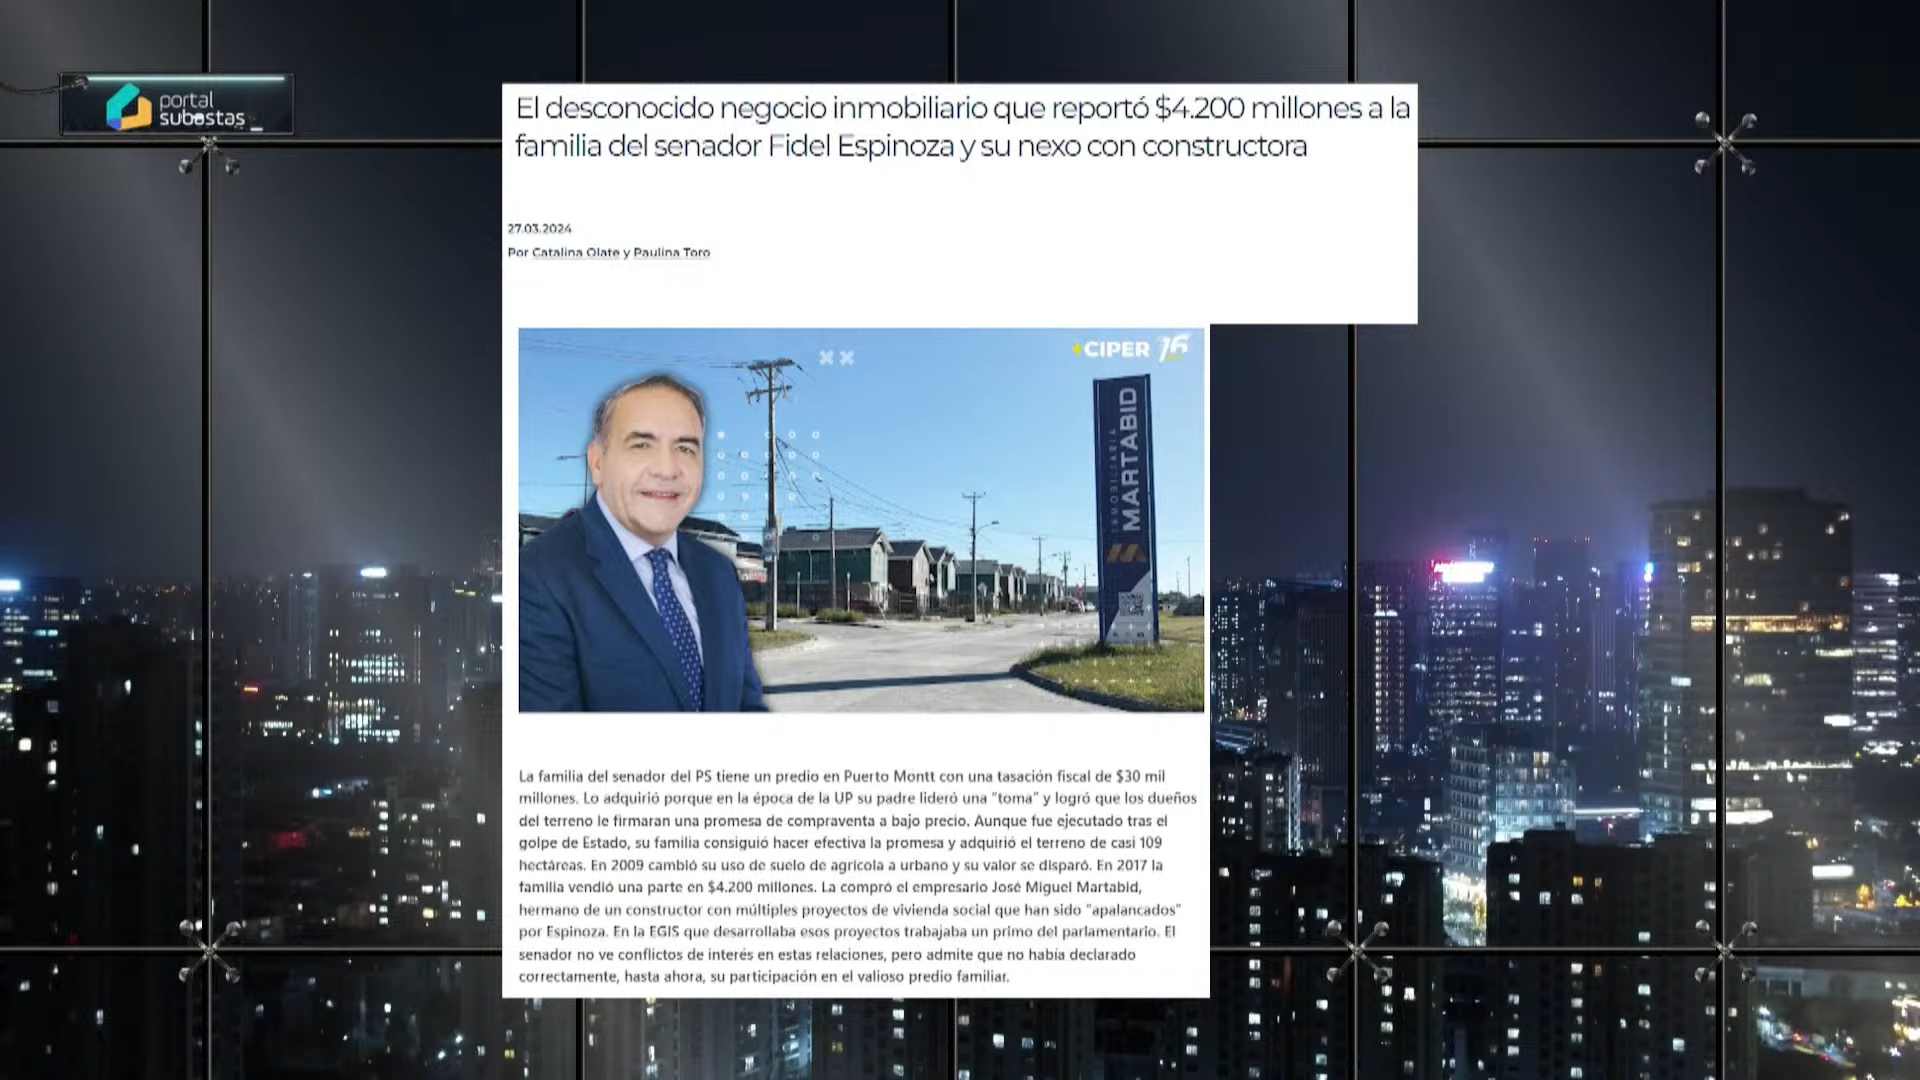 portal
subastas
El desconocido negocio inmobiliario que reportó $4.200 millones a la
familia del senador Fidel Espinoza y su nexo con constructora
27.03.2024
Por Catalina Olate y Paulina Toro
CIPER 16
INMOBILIARIA
MARTABID
La familia del senador del PS tiene un predio en Puerto Montt con una tasación fiscal de $30 mil
millones. Lo adquirió porque en la época de la UP su padre lideró una "toma" y logró que los dueños
del terreno le firmaran una promesa de compraventa a bajo precio. Aunque fue ejecutado tras el
golpe de Estado, su familia consiguió hacer efectiva la promesa y adquirió el terreno de casi 109
hectáreas. En 2009 cambió su uso de suelo de agrícola a urbano y su valor se disparó. En 2017 la
familia vendió una parte en $4.200 millones. La compró el empresario José Miguel Martabid,
hermano de un constructor con múltiples proyectos de vivienda social que han sido "apalancados"
por Espinoza. En la EGIS que desarrollaba esos proyectos trabajaba un primo del parlamentario. El
senador no ve conflictos de interés en estas relaciones, pero admite que no había declarado
correctamente, hasta ahora, su participación en el valioso predio familiar.